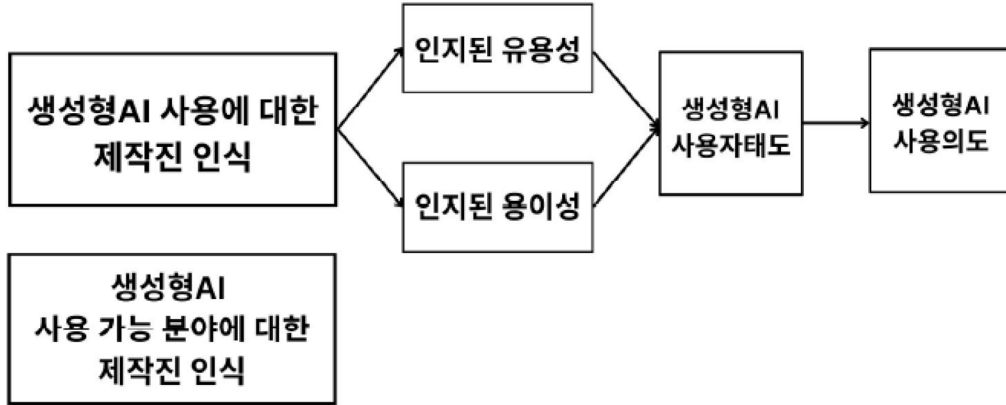 생성형AI 사용에 대한
제작진 인식
인지된 유용성
인지된 용이성
생성형AI
사용자태도
생성형AI
사용의도
생성형AI
사용 가능 분야에 대한
제작진 인식